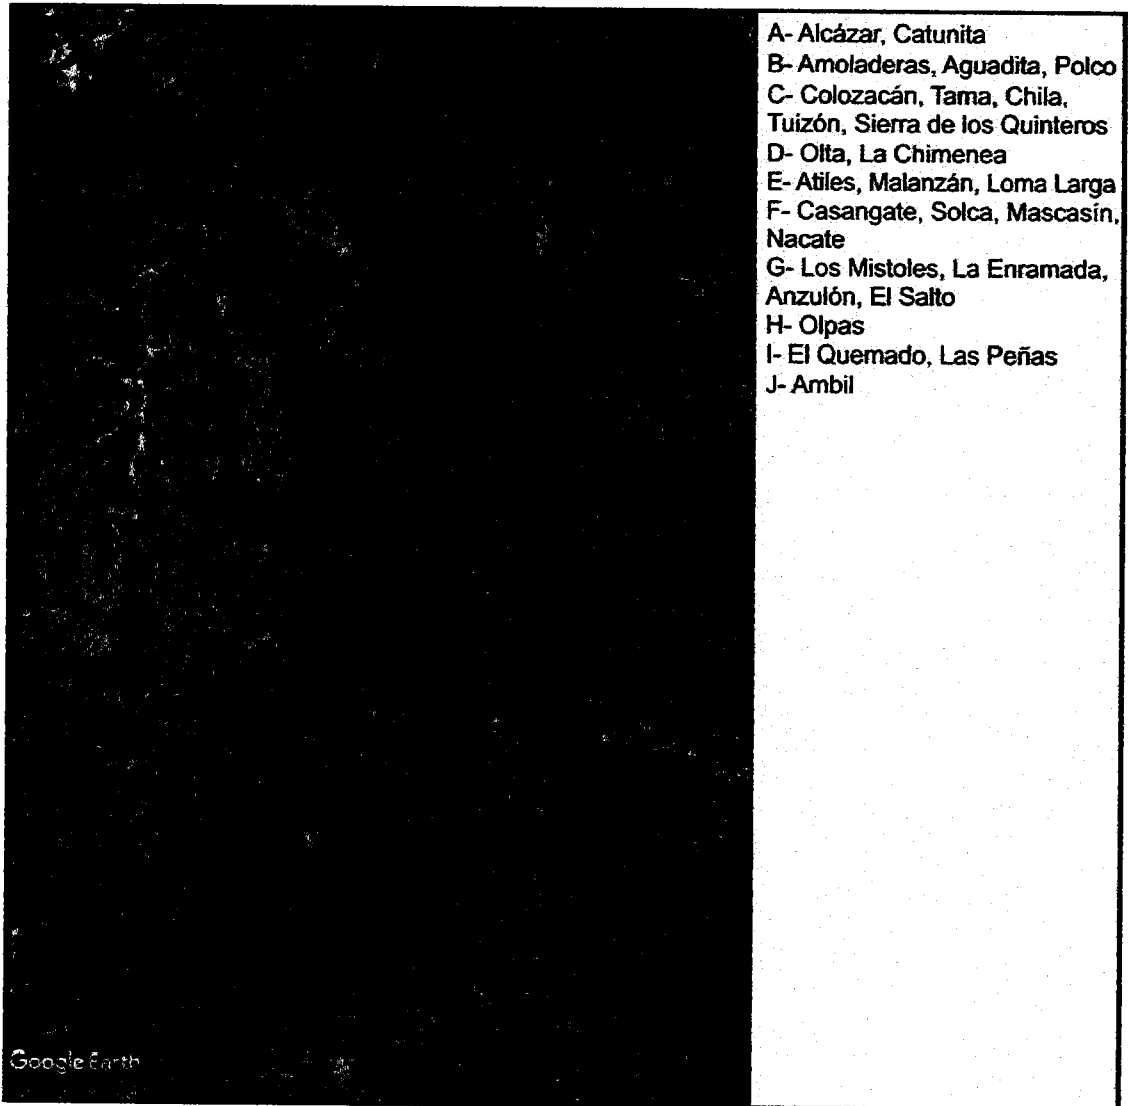 A- Alcázar, Catunita
B- Amoladeras, Aguadita, Polco
C- Colozacán, Tama, Chila,
Tuizón, Sierra de los Quinteros
D- Olta, La Chimenea
E- Atiles, Malanzán, Loma Larga
F- Casangate, Solca, Mascasín,
Nacate
G- Los Mistoles, La Enramada,
Anzulón, El Salto
H- Olpas
I- El Quemado, Las Peñas
J- Ambil
Google Earth